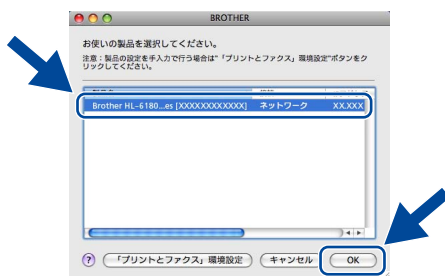 BROTHER
お使いの製品を選択してください。
注意：製品の設定を手入力で行う場合は"「プリントとファクス」環境設定"ボタンをク
リックしてください。
Brother HL-6180...es [XXXXXXXXXXXX] ネットワーク XX.XXX
? 「プリントとファクス」環境設定 キャンセル OK